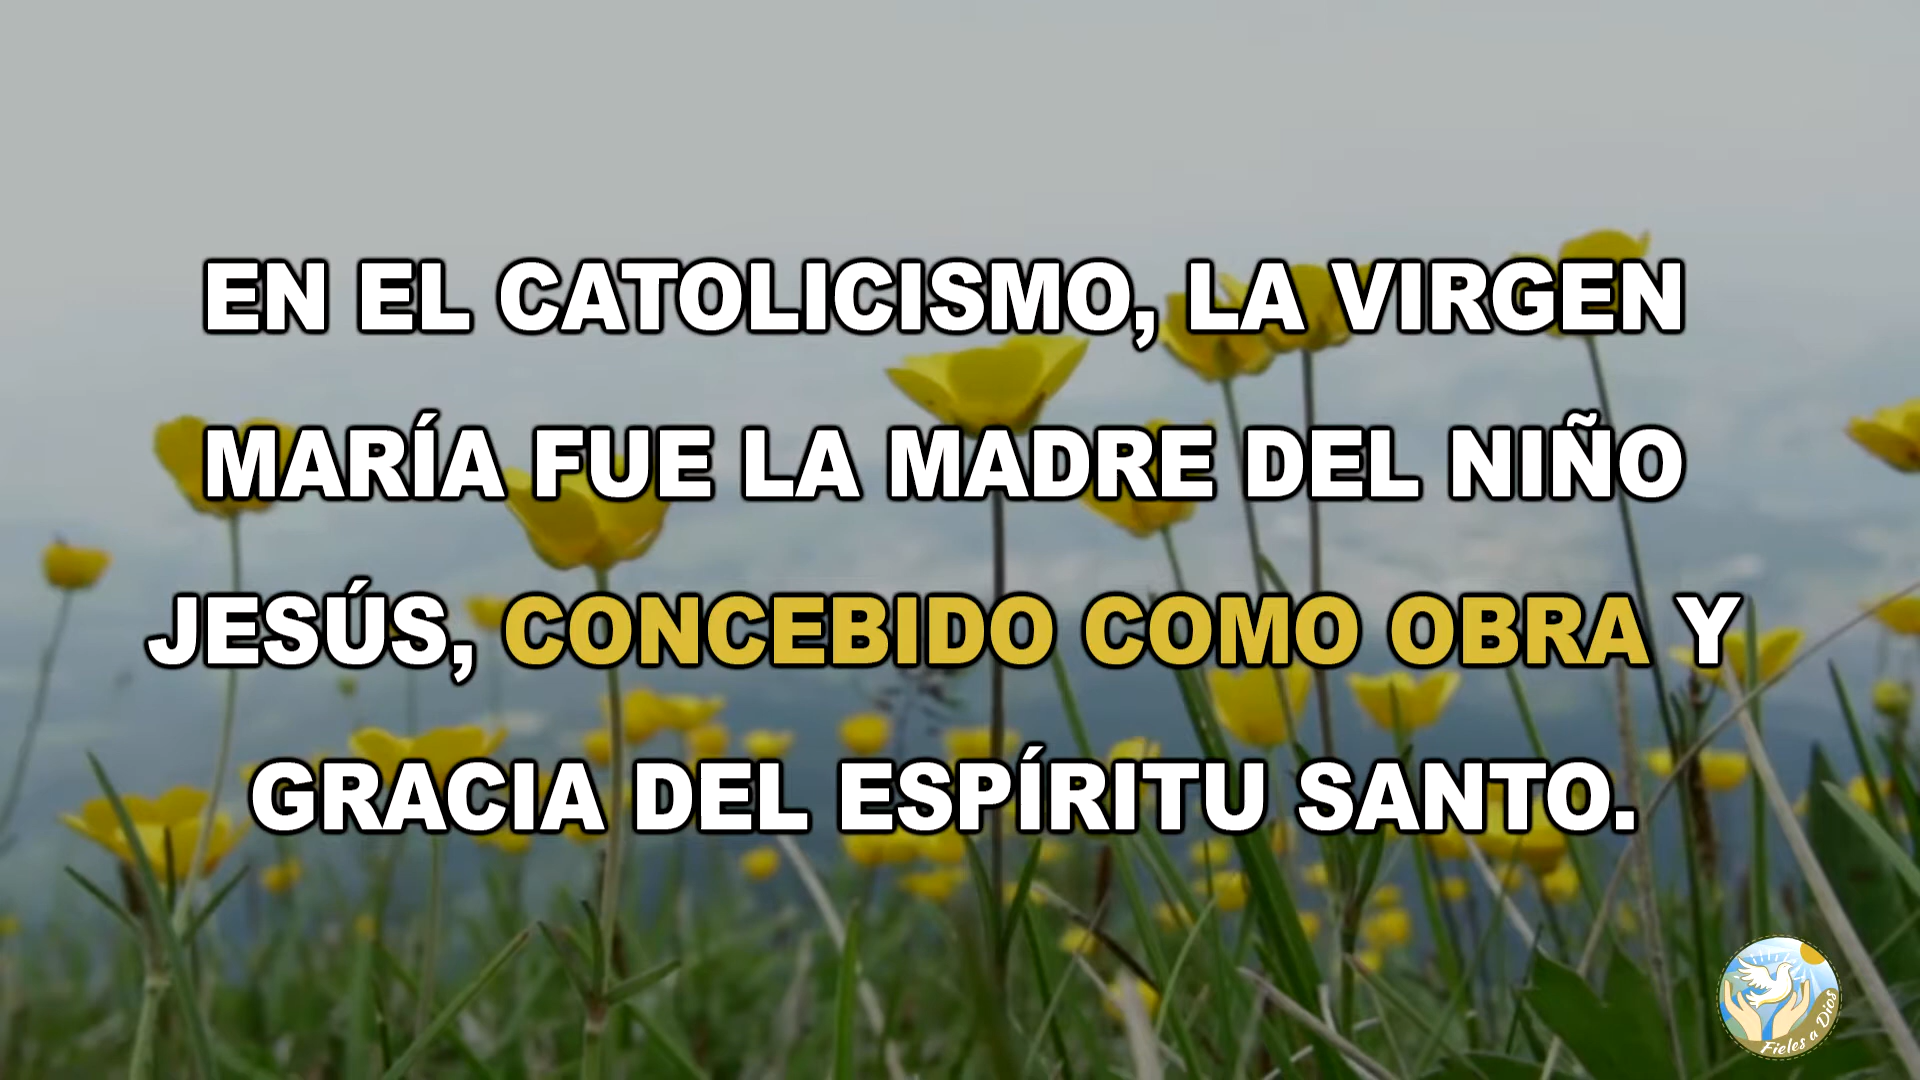 EN EL CATOLICISMO, LA VIRGEN
MARÍA FUE LA MADRE DEL NIÑO
JESÚS, CONCEBIDO COMO OBRA Y
GRACIA DEL ESPÍRITU SANTO.
Fieles a Dios